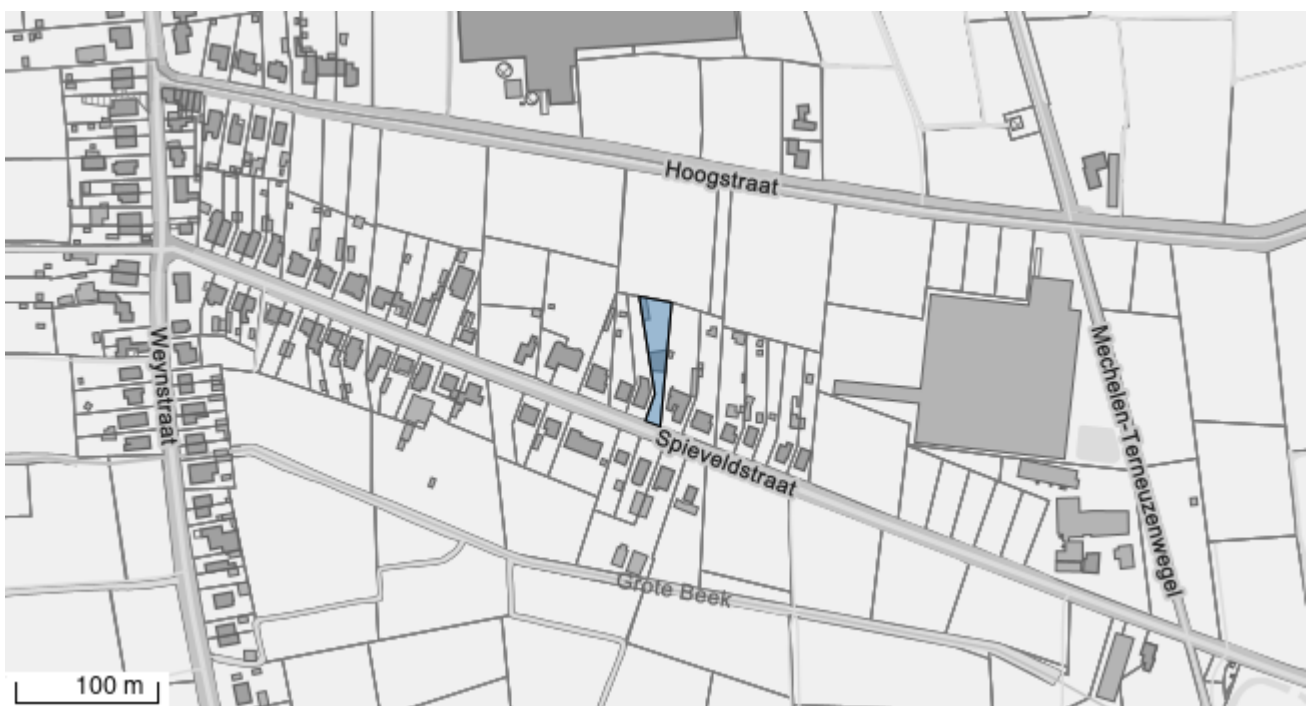 Hoogstraat
Weynstraat
Mechelen-Terneuzenwegel
Spieveldstraat
Grote Beek
100 m